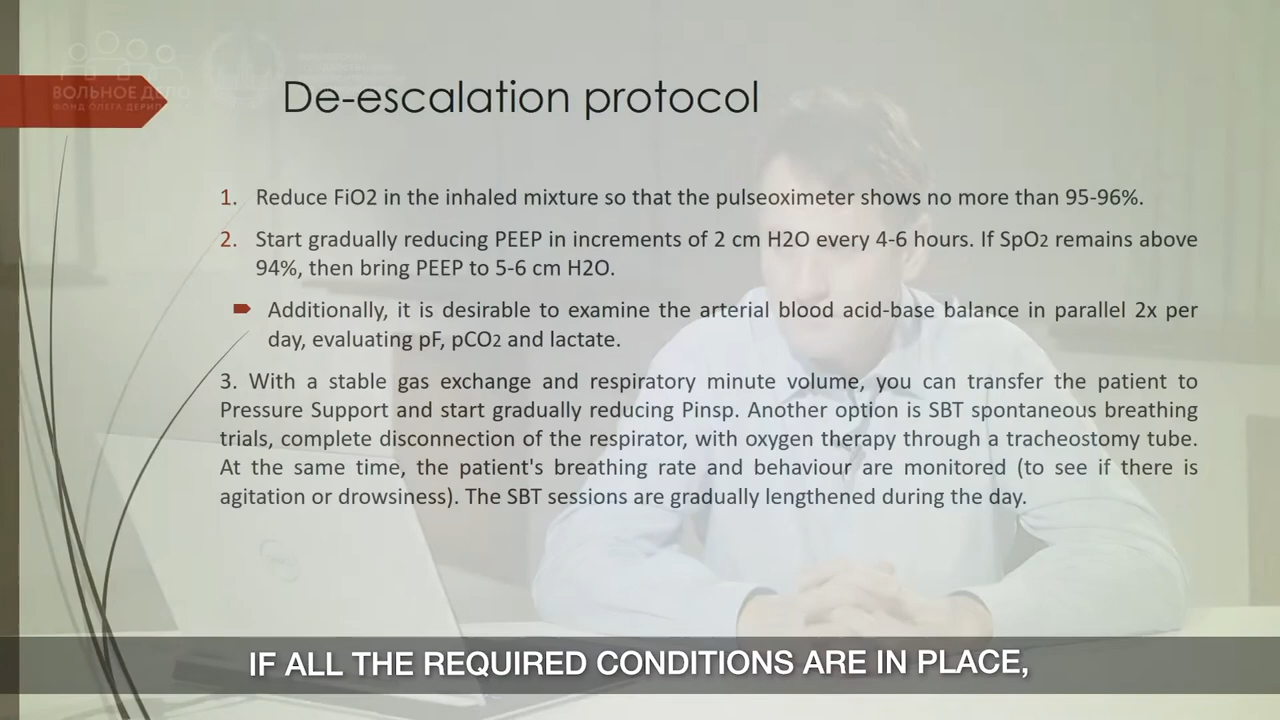 ВОЛЬНОЕ ДЕЛО
De-escalation protocol
1. Reduce FiO2 in the inhaled mixture so that the pulseoximeter shows no more than 95-96%.
2. Start gradually reducing PEEP in increments of 2 cm H2O every 4-6 hours. If SpO2 remains above
94%, then bring PEEP to 5-6 cm H2O.
Additionally, it is desirable to examine the arterial blood acid-base balance in parallel 2x per
day, evaluating pF, pCO2 and lactate.
3. With a stable gas exchange and respiratory minute volume, you can transfer the patient to
Pressure Support and start gradually reducing Pinsp. Another option is SBT spontaneous breathing
trials, complete disconnection of the respirator, with oxygen therapy through a tracheostomy tube.
At the same time, the patient's breathing rate and behaviour are monitored (to see if there is
agitation or drowsiness). The SBT sessions are gradually lengthened during the day.
IF ALL THE REQUIRED CONDITIONS ARE IN PLACE,